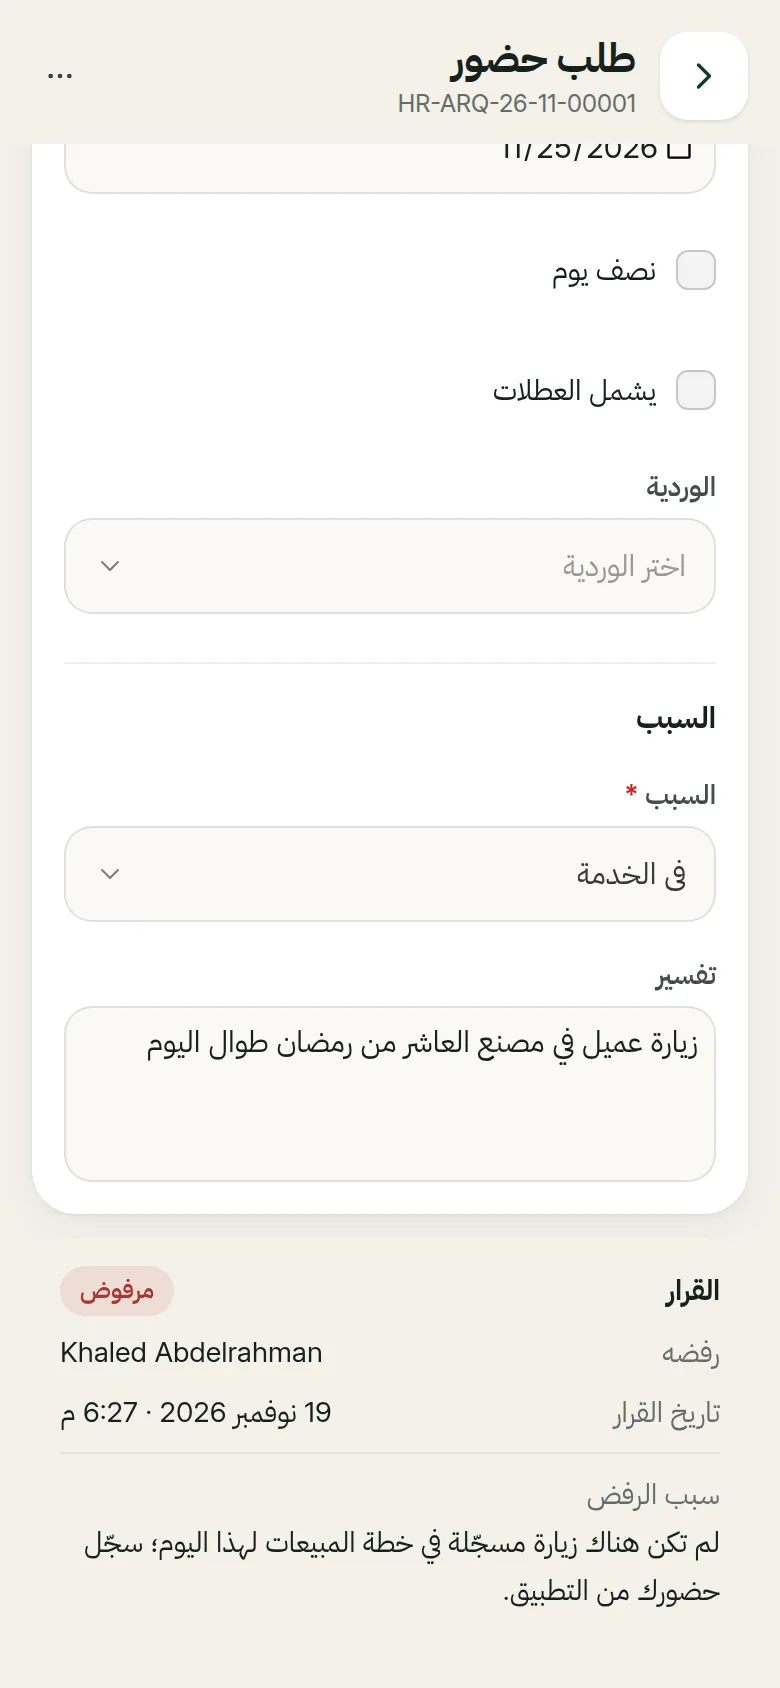 طلب حضور
HR-ARQ-26-11-00001
11/25/2026
نصف يوم
يشمل العطلات
الوردية
اختر الوردية
السبب
السبب *
فى الخدمة
تفسير
زيارة عميل في مصنع العاشر من رمضان طوال اليوم
القرار
مرفوض
رفضه
Khaled Abdelrahman
تاريخ القرار
19 نوفمبر 2026 · 6:27 م
سبب الرفض
لم تكن هناك زيارة مسجّلة في خطة المبيعات لهذا اليوم؛ سجّل
حضورك من التطبيق.